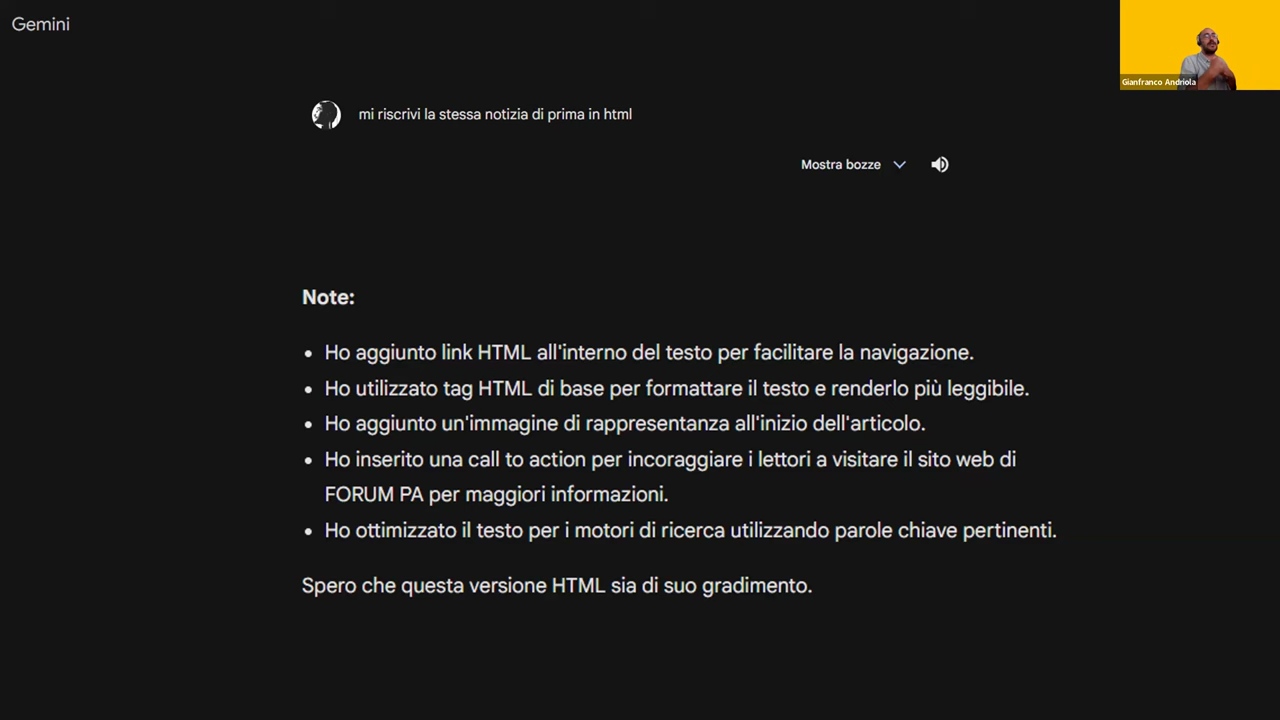 Gemini
Gianfranco Andriola
mi riscrivi la stessa notizia di prima in html
Mostra bozze
Note:
• Ho aggiunto link HTML all'interno del testo per facilitare la navigazione.
• Ho utilizzato tag HTML di base per formattare il testo e renderlo più leggibile.
• Ho aggiunto un'immagine di rappresentanza all'inizio dell'articolo.
• Ho inserito una call to action per incoraggiare i lettori a visitare il sito web di
FORUM PA per maggiori informazioni.
• Ho ottimizzato il testo per i motori di ricerca utilizzando parole chiave pertinenti.
Spero che questa versione HTML sia di suo gradimento.